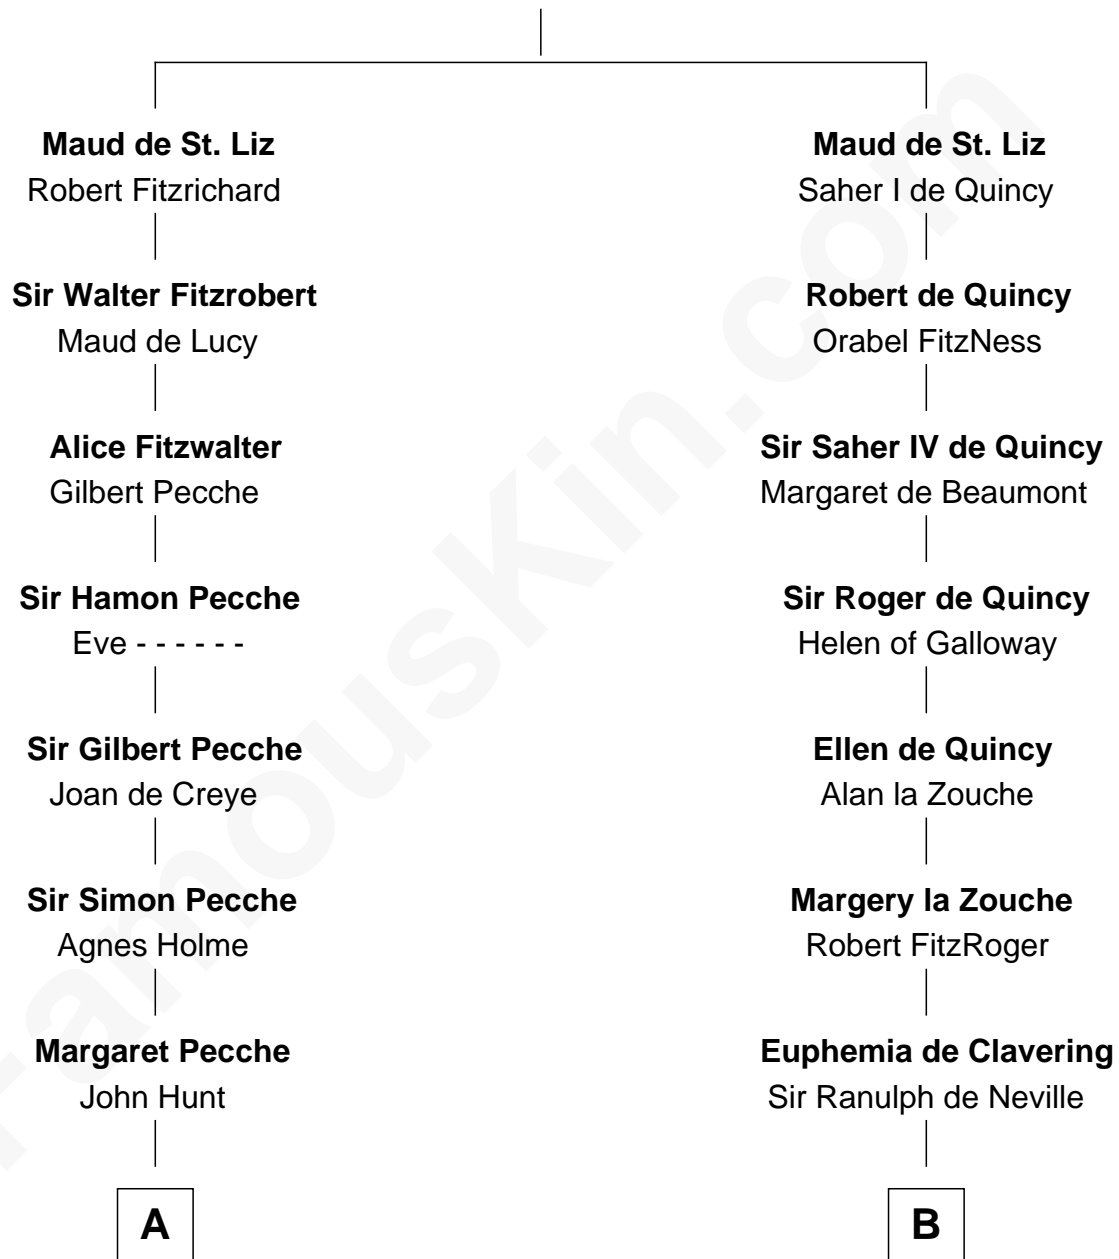 Maud de St. Liz
Robert Fitzrichard
Sir Walter Fitzrobert
Maud de Lucy
Alice Fitzwalter
Gilbert Pecche
Sir Hamon Pecche
Eve - - - - - -
Sir Gilbert Pecche
Joan de Creye
Sir Simon Pecche
Agnes Holme
Margaret Pecche
John Hunt
A
Maud de St. Liz
Saher I de Quincy
Robert de Quincy
Orabel FitzNess
Sir Saher IV de Quincy
Margaret de Beaumont
Sir Roger de Quincy
Helen of Galloway
Ellen de Quincy
Alan la Zouche
Margery la Zouche
Robert FitzRoger
Euphemia de Clavering
Sir Ranulph de Neville
B
FamousKin.com